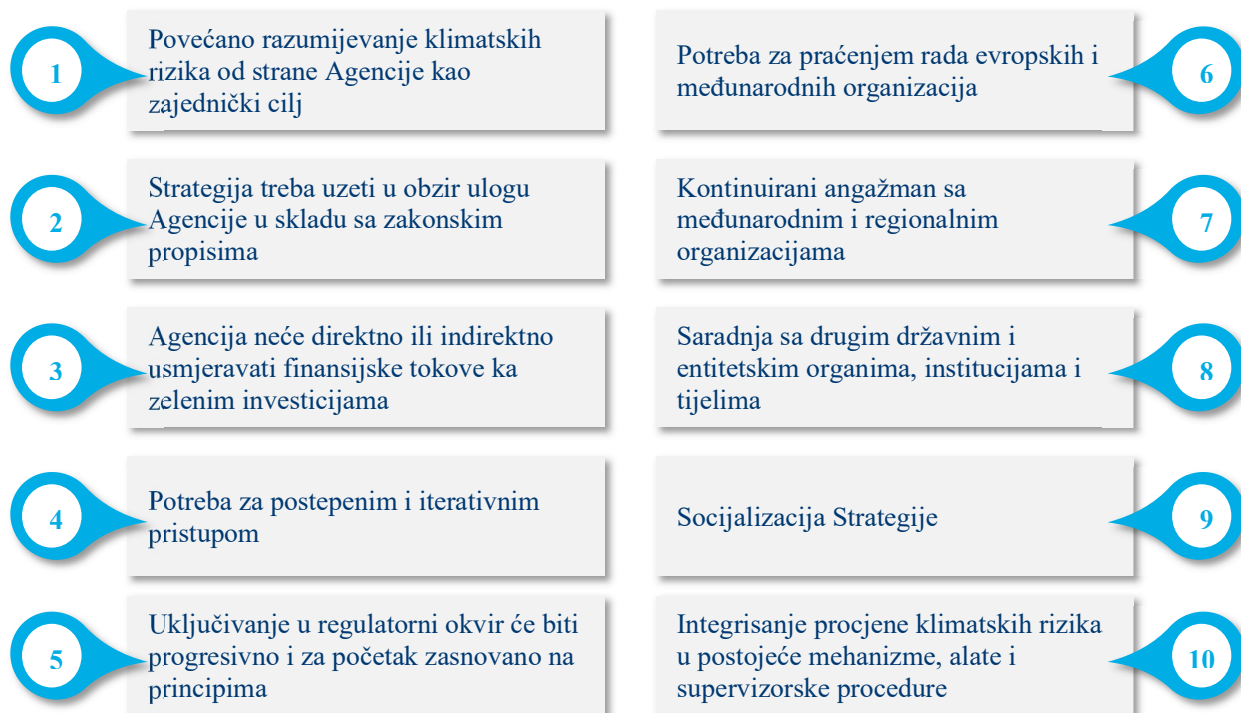 1
Povećano razumijevanje klimatskih
rizika od strane Agencije kao
zajednički cilj
2
Strategija treba uzeti u obzir ulogu
Agencije u skladu sa zakonskim
propisima
3
Agencija neće direktno ili indirektno
usmjeravati finansijske tokove ka
zelenim investicijama
4
Potreba za postepenim i iterativnim
pristupom
5
Uključivanje u regulatorni okvir će biti
progresivno i za početak zasnovano na
principima
Potreba za praćenjem rada evropskih i
međunarodnih organizacija
6
Kontinuirani angažman sa
međunarodnim i regionalnim
organizacijama
7
Saradnja sa drugim državnim i
entitetskim organima, institucijama i
tijelima
8
Socijalizacija Strategije
9
Integrisanje procjene klimatskih rizika
u postojeće mehanizme, alate i
supervizorske procedure
10